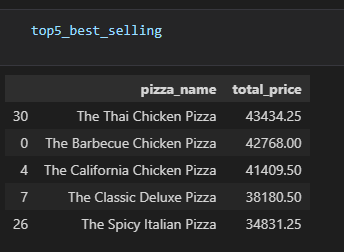 top5_best_selling
pizza_name total_price
30 The Thai Chicken Pizza 43434.25
0 The Barbecue Chicken Pizza 42768.00
4 The California Chicken Pizza 41409.50
7 The Classic Deluxe Pizza 38180.50
26 The Spicy Italian Pizza 34831.25